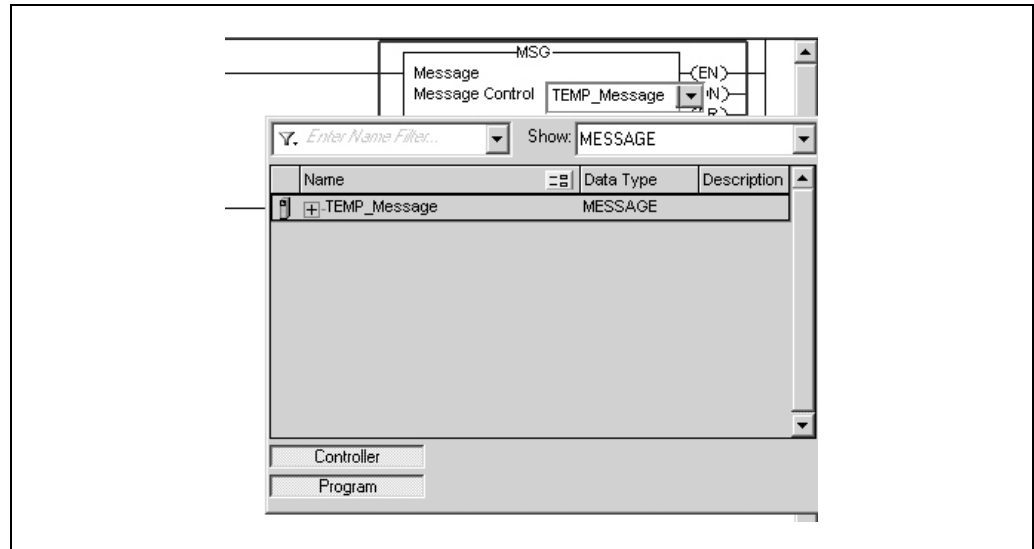 MSG
Message
(EN)
Message Control TEMP_Message
Enter Name Filter...
Show: MESSAGE
Name
Data Type
Description
TEMP_Message
MESSAGE
Controller
Program